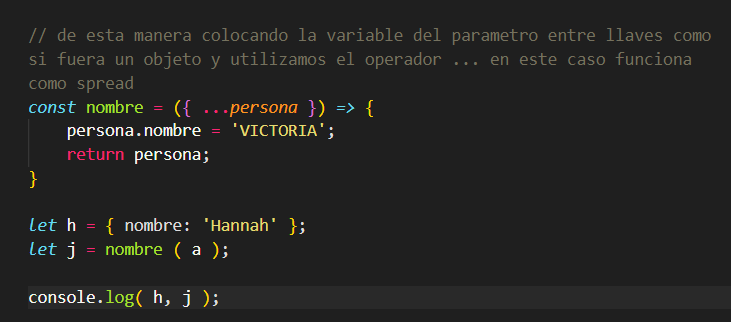 // de esta manera colocando la variable del parametro entre llaves como
si fuera un objeto y utilizamos el operador ... en este caso funciona
como spread
const nombre = ({ ...persona }) => {
    persona.nombre = 'VICTORIA';
    return persona;
}
let h = { nombre: 'Hannah' };
let j = nombre ( a );
console.log( h, j );